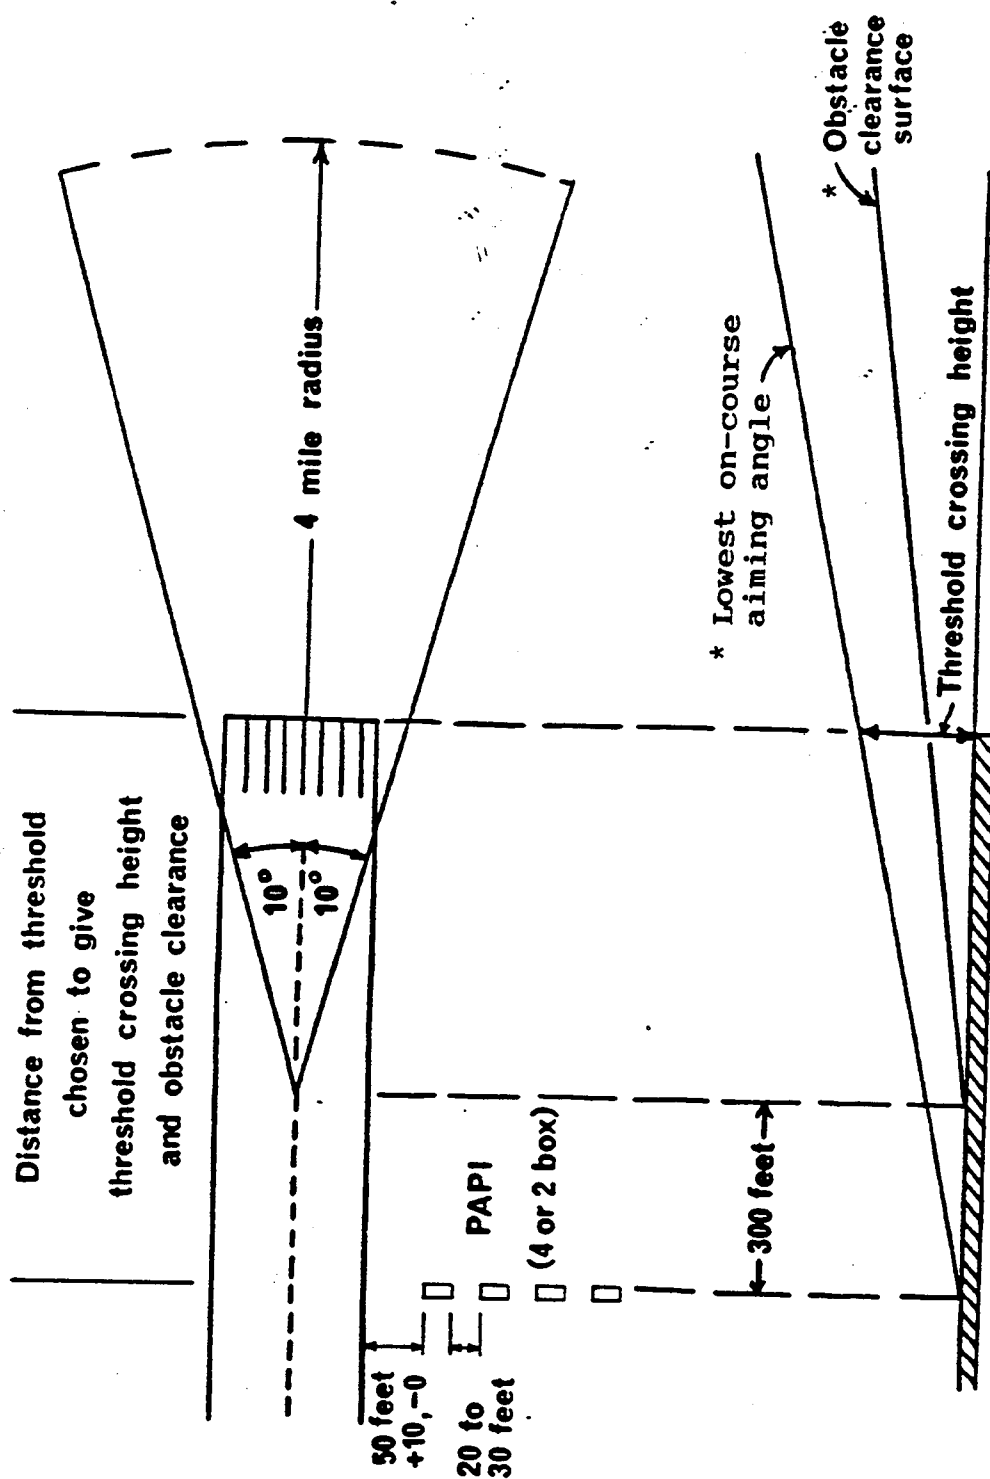 Distance from threshold
chosen to give
threshold crossing height
and obstacle clearance
10°
10°
4 mile radius
50 feet
+10,-0
20 to
30 feet
PAPI
(4 or 2 box)
300 feet
* Lowest on-course
aiming angle
* Obstacle
clearance
surface
Threshold crossing height